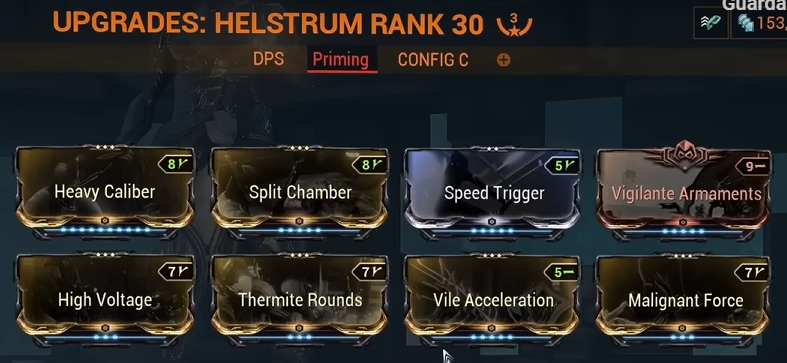 Guarda
UPGRADES: HELSTRUM RANK 30 3
153,
DPS Priming CONFIG C
8 8 5 9
Heavy Caliber Split Chamber Speed Trigger Vigilante Armaments
7 7 5 7
High Voltage Thermite Rounds Vile Acceleration Malignant Force